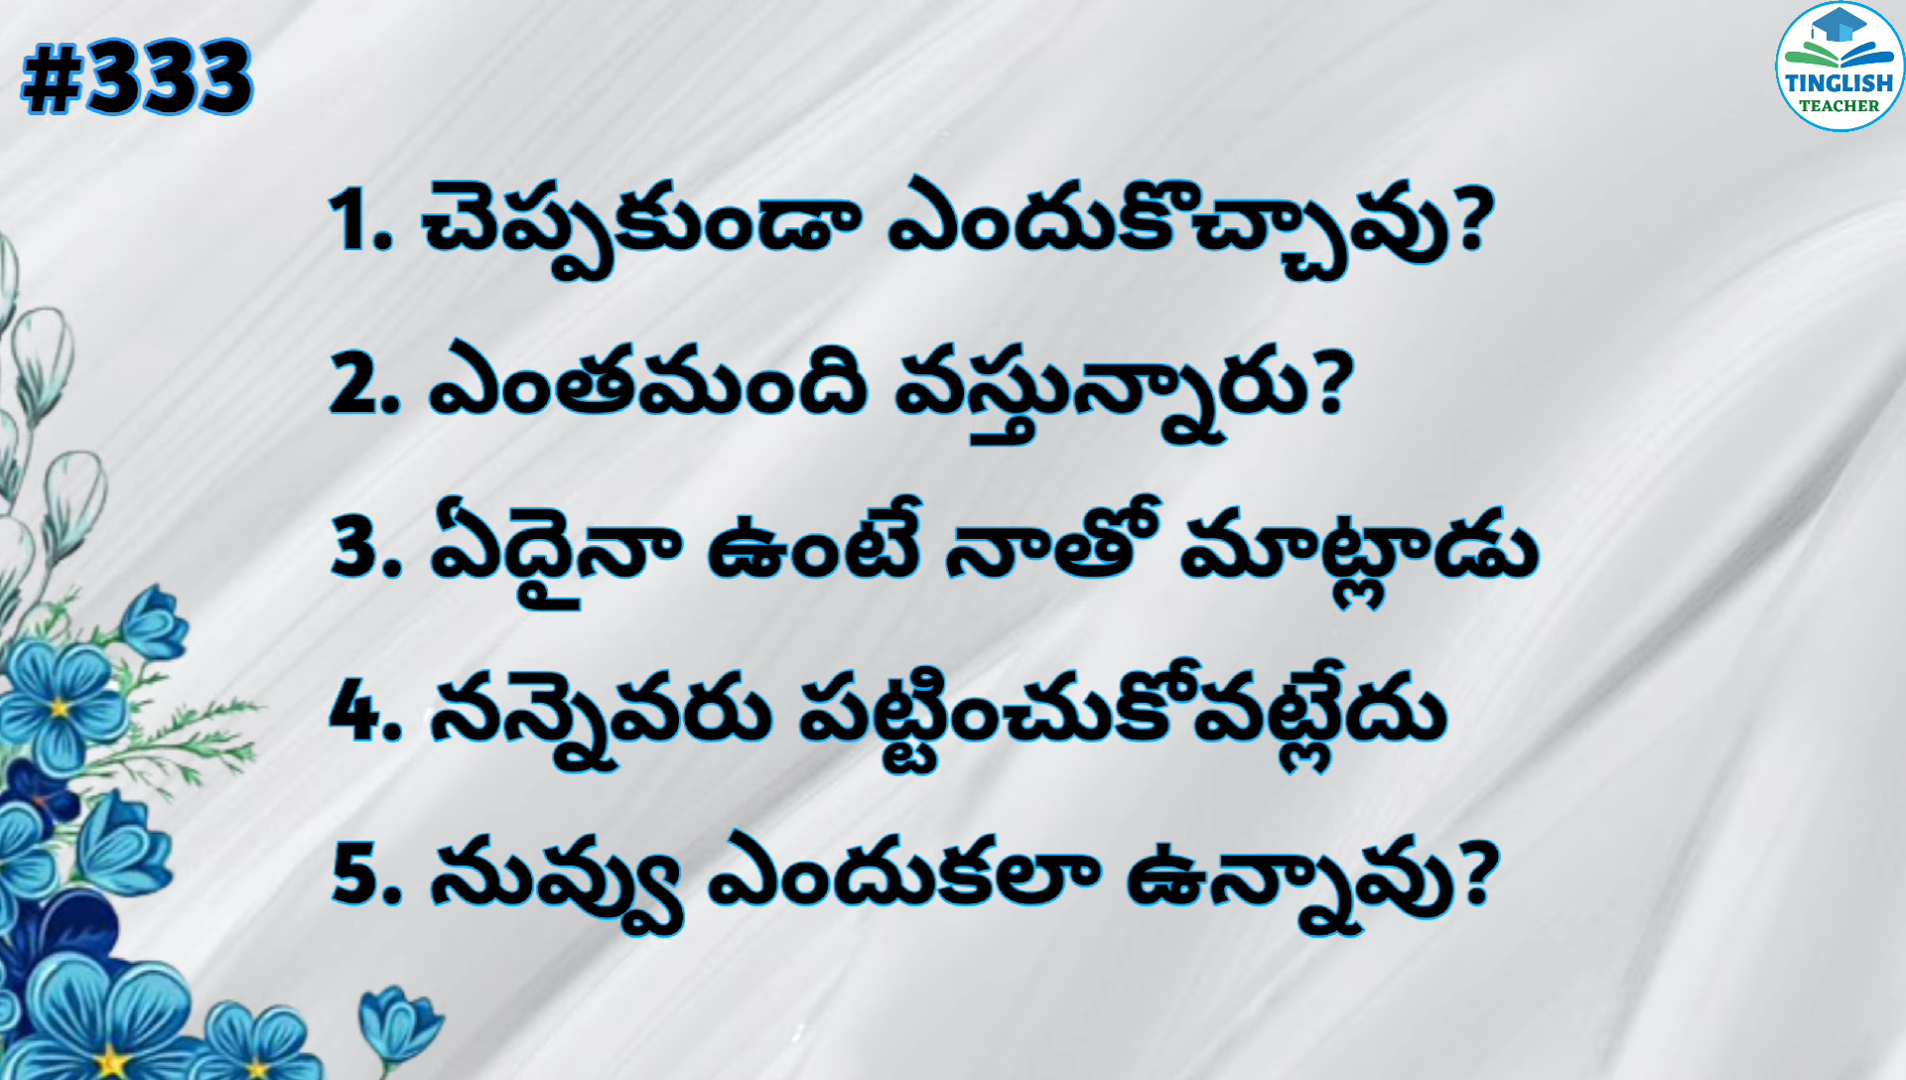 #333
TINGLISH
TEACHER
1. చెప్పకుండా ఎందుకొచ్చావు?
2. ఎంతమంది వస్తున్నారు?
3. ఏదైనా ఉంటే నాతో మాట్లాడు
4. నన్నెవరు పట్టించుకోవట్లేదు
5. నువ్వు ఎందుకలా ఉన్నావు?